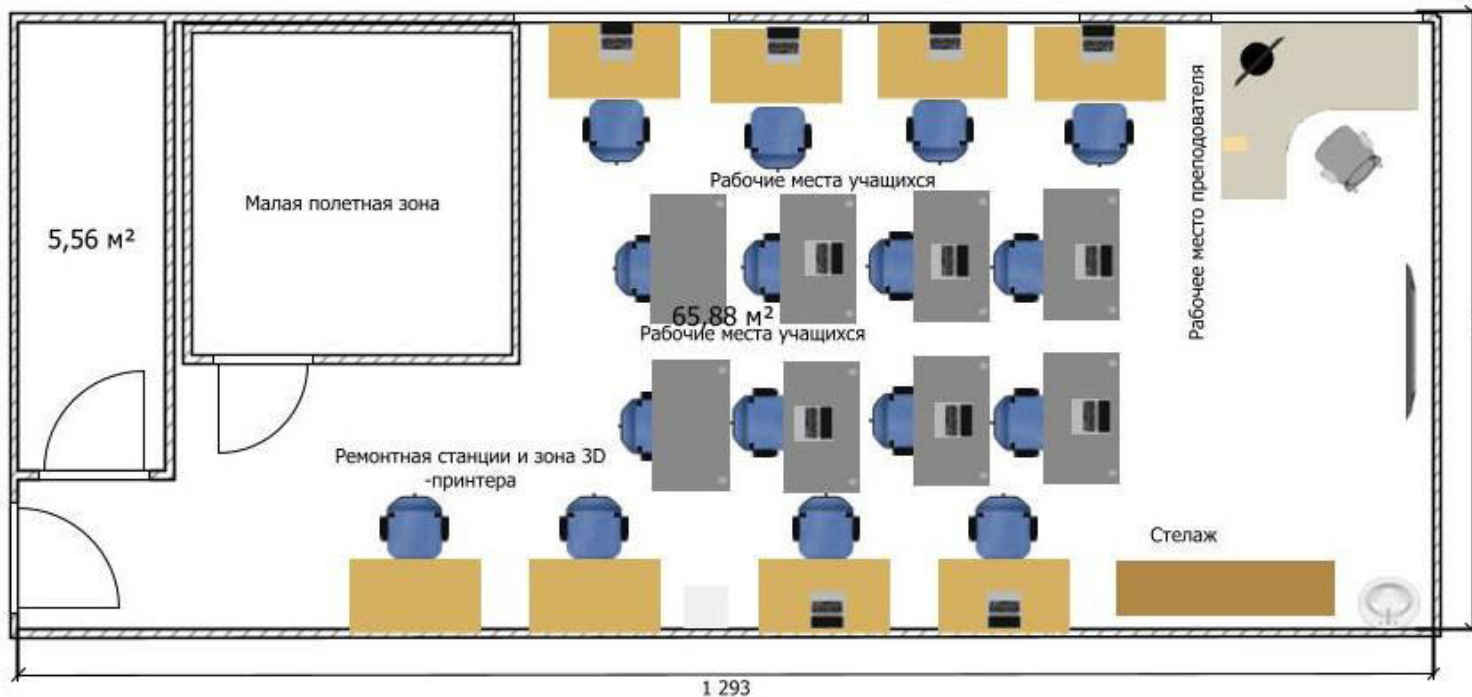 Рабочие места учащихся
Малая полетная зона
5,56 м²
Рабочее место преподователя
65,88 м²
Рабочие места учащихся
Ремонтная станции и зона 3D
-принтера
Стелаж
1 293